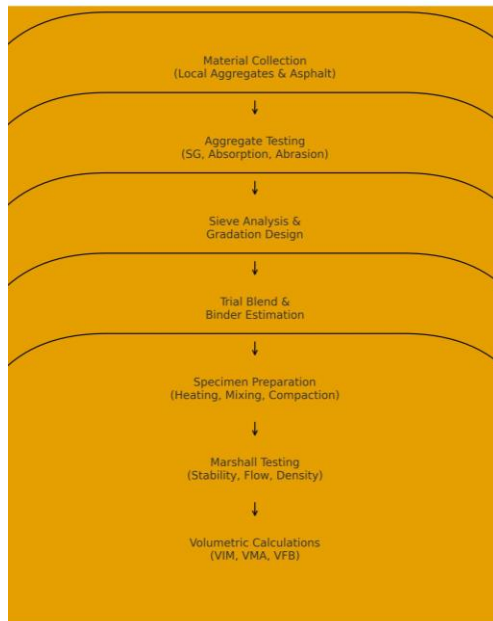 Material Collection
(Local Aggregates & Asphalt)
Aggregate Testing
(SG, Absorption, Abrasion)
Sieve Analysis &
Gradation Design
Trial Blend &
Binder Estimation
Specimen Preparation
(Heating, Mixing, Compaction)
Marshall Testing
(Stability, Flow, Density)
Volumetric Calculations
(VIM, VMA, VFB)